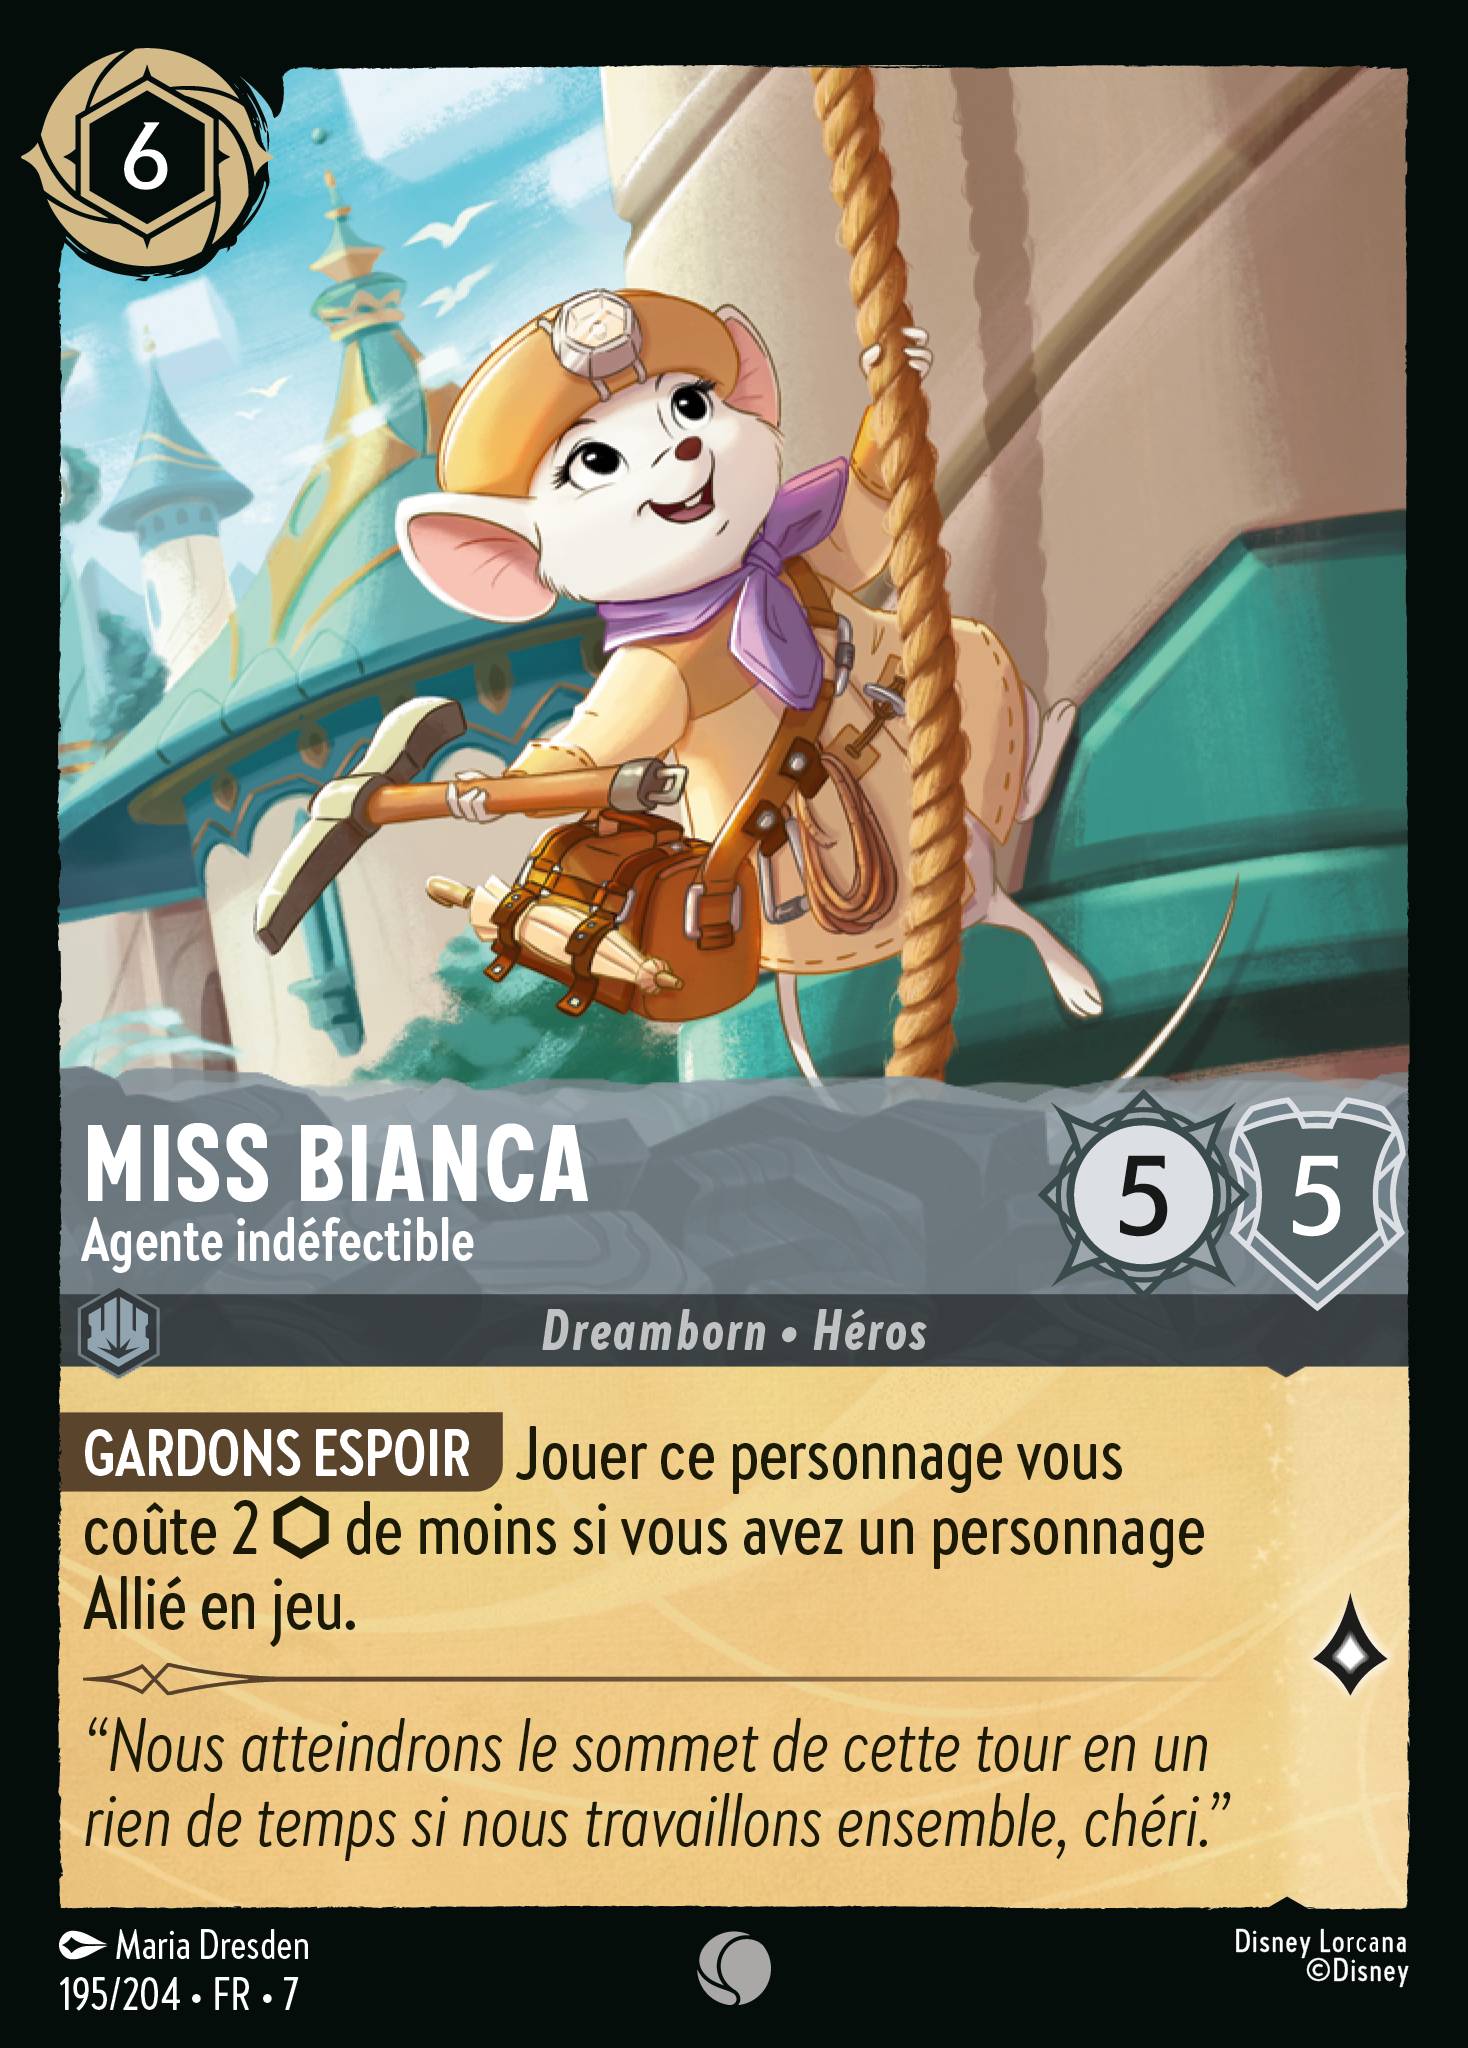 6
MISS BIANCA
Agente indéfectible
5 5
Dreamborn • Héros
GARDONS ESPOIR Jouer ce personnage vous
coûte 2 ⬡ de moins si vous avez un personnage
Allié en jeu.
“Nous atteindrons le sommet de cette tour en un
rien de temps si nous travaillons ensemble, chéri.”
Maria Dresden
195/204 • FR • 7
Disney Lorcana
©Disney